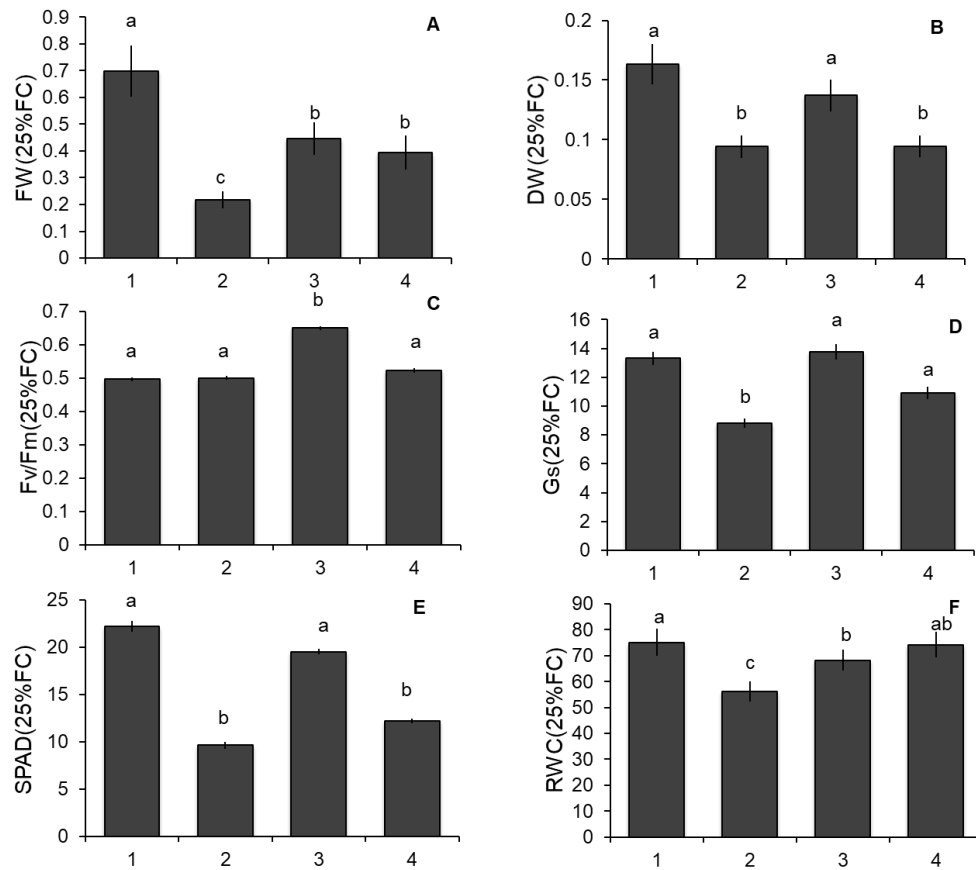 A
FW(25%FC)
0.9
0.8
0.7
0.6
0.5
0.4
0.3
0.2
0.1
0
a
c
b
b
1 2 3 4
B
DW(25%FC)
0.2
0.15
0.1
0.05
0
a
b
a
b
1 2 3 4
C
Fv/Fm(25%FC)
0.7
0.6
0.5
0.4
0.3
0.2
0.1
0
a
a
b
a
1 2 3 4
D
Gs(25%FC)
16
14
12
10
8
6
4
2
0
a
b
a
a
1 2 3 4
E
SPAD(25%FC)
25
20
15
10
5
0
a
b
a
b
1 2 3 4
F
RWC(25%FC)
90
80
70
60
50
40
30
20
10
0
a
c
b
ab
1 2 3 4